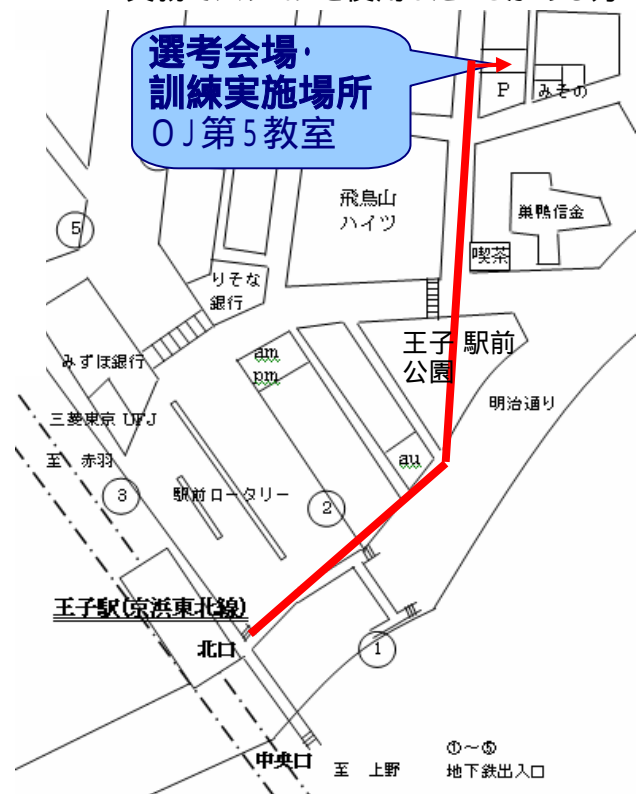 選考会場・
訓練実施場所
OJ第5教室
P
みその
飛鳥山
ハイツ
巣鴨信金
喫茶
⑤
りそな
銀行
王子 駅前
公園
みずほ銀行
am
pm
明治通り
三菱東京 UFJ
au
至 赤羽
③
駅前ロータリー
②
王子駅(京浜東北線)
北口
①
中央口
至 上野
①~⑤
地下鉄出入口